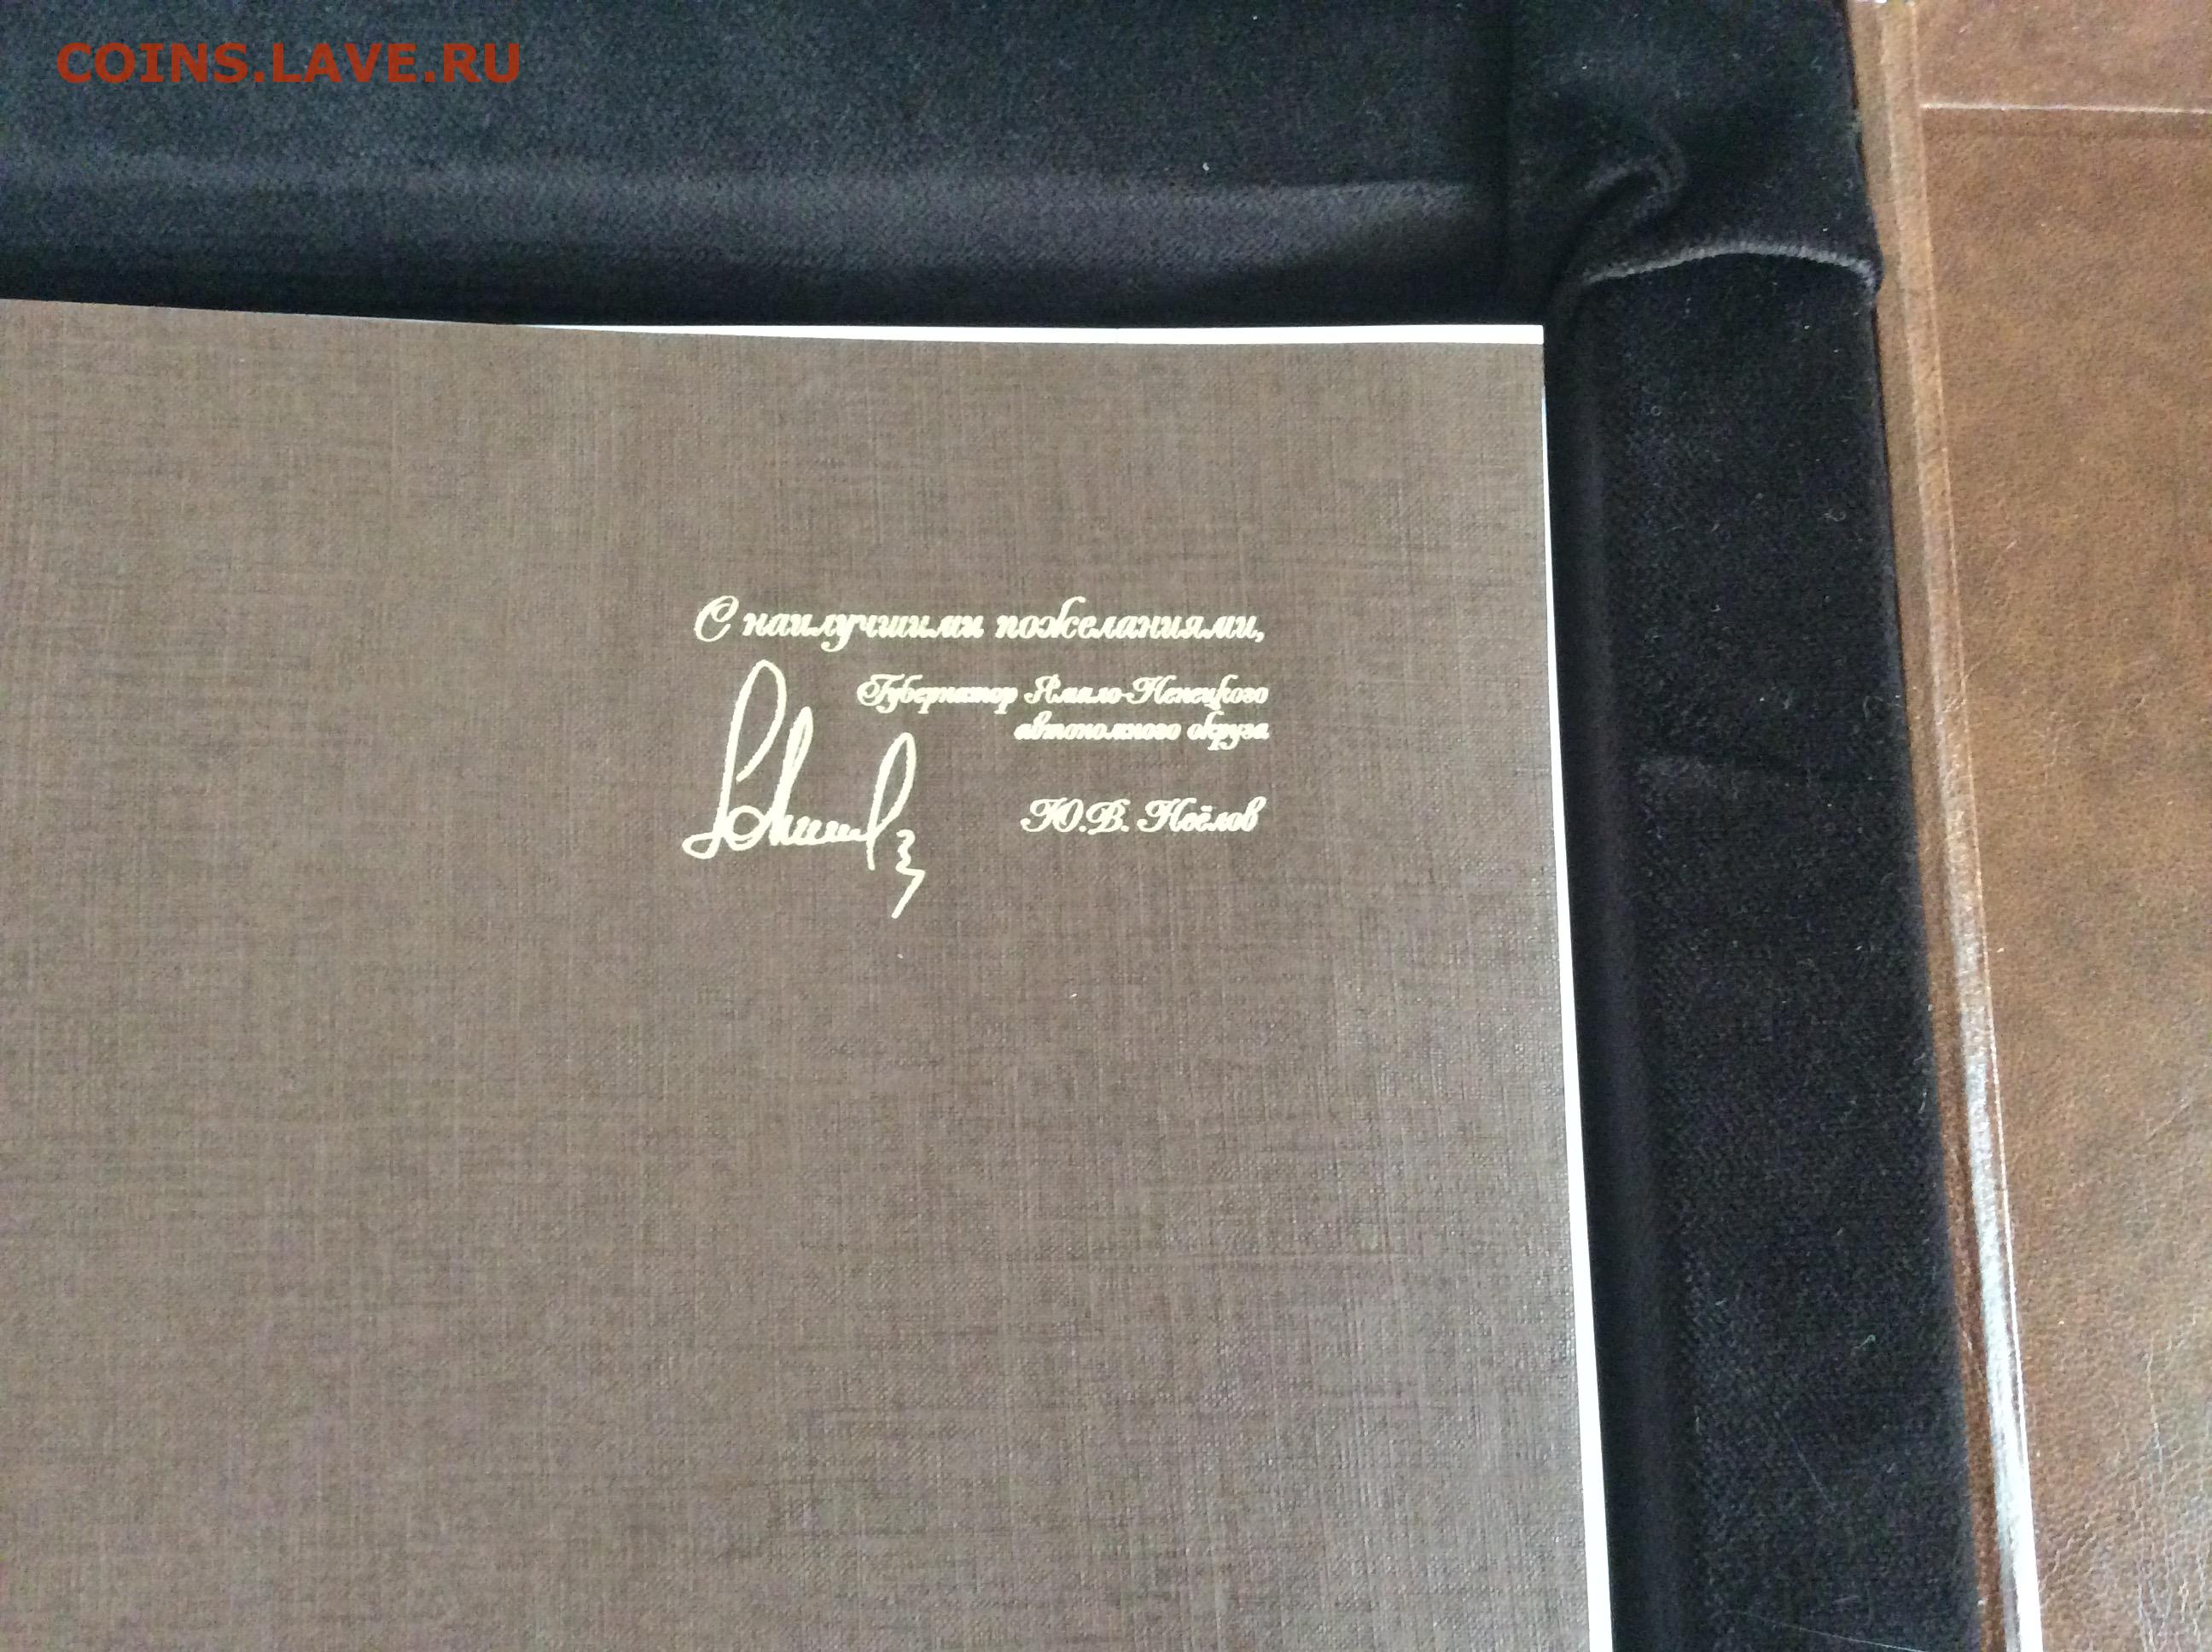 COINS.LAVE.RU
С наилучшими пожеланиями,
Губернатор Ямало-Ненецкого
автономного округа
Ю.В. Неёлов